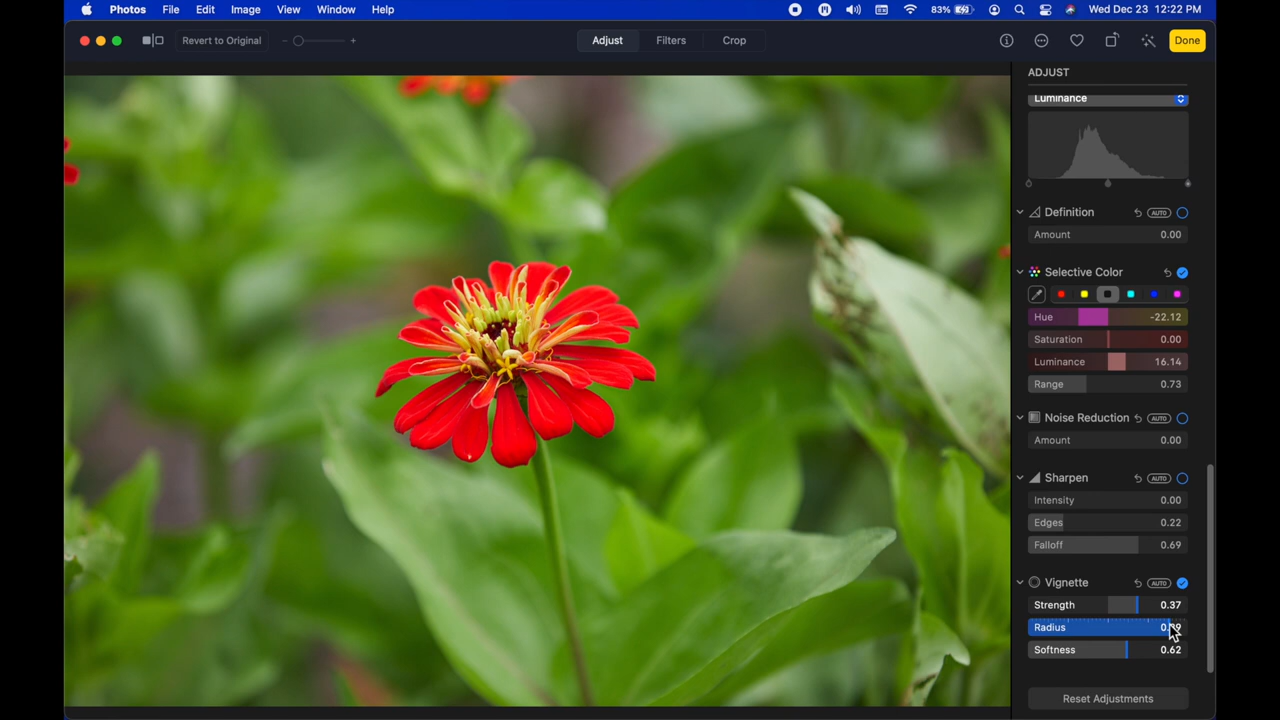 Photos File Edit Image View Window Help 83% Wed Dec 23 12:22 PM
Revert to Original - + Adjust Filters Crop Done
ADJUST
Luminance
Definition AUTO
Amount 0.00
Selective Color
Hue -22.12
Saturation 0.00
Luminance 16.14
Range 0.73
Noise Reduction AUTO
Amount 0.00
Sharpen AUTO
Intensity 0.00
Edges 0.22
Falloff 0.69
Vignette AUTO
Strength 0.37
Radius
Softness 0.62
Reset Adjustments